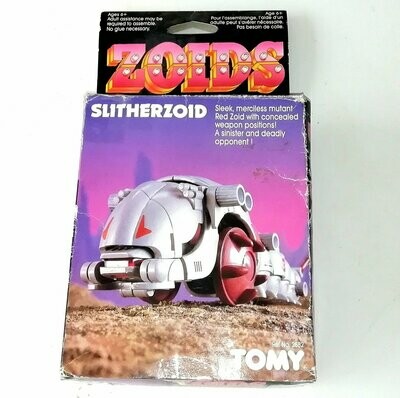 Ages 6+
Adult assistance may be
required to assemble.
No glue necessary.
Ages 6+
Pour l'assemblage, l'aide d'un
adulte peut s'avérer nécessaire.
Pas besoin de colle.
ZOIDS
SLITHERZOID
Sleek, merciless mutant
Red Zoid with concealed
weapon positions!
A sinister and deadly
opponent !
TOMY